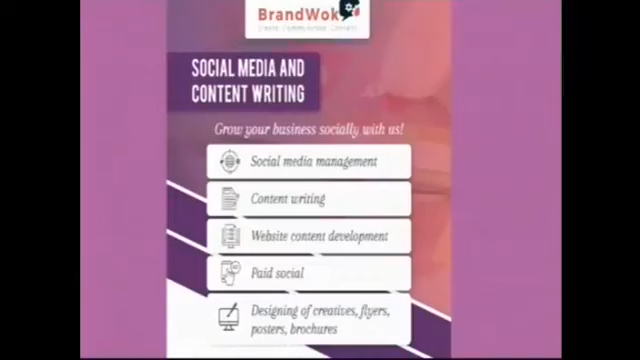 BrandWok
SOCIAL MEDIA AND
CONTENT WRITING
Grow your business socially with us!
Social media management
Content writing
Website content development
Paid social
Designing of creatives, flyers,
posters, brochures